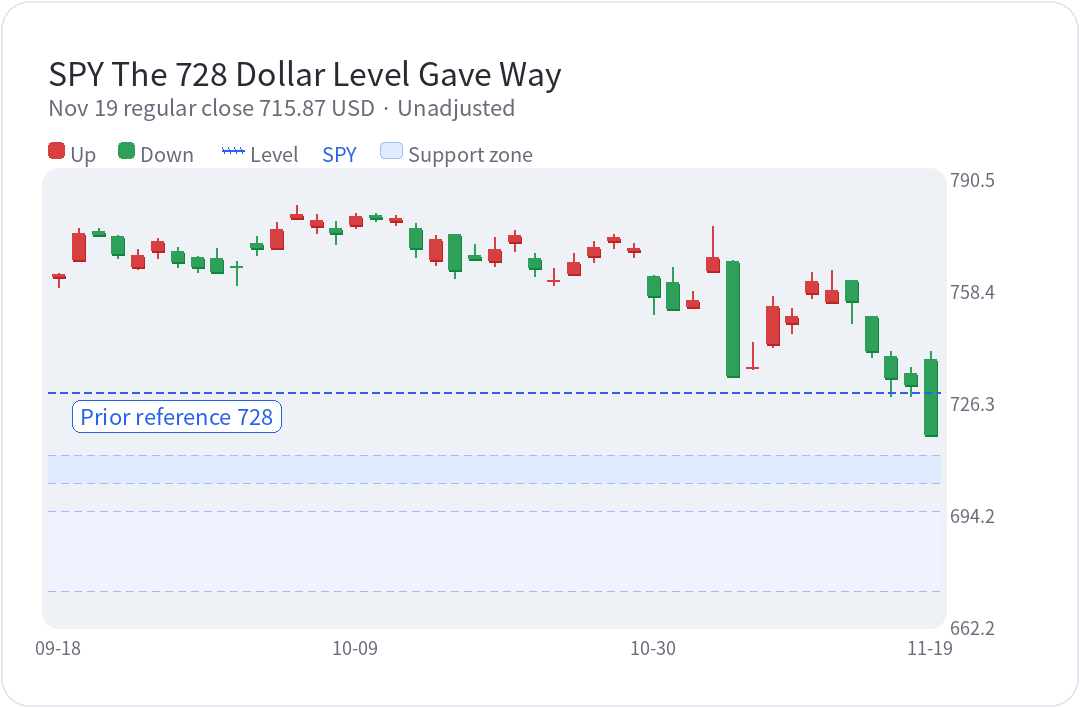 SPY The 728 Dollar Level Gave Way
Nov 19 regular close 715.87 USD · Unadjusted
Up Down Level SPY Support zone
790.5
758.4
726.3
694.2
662.2
Prior reference 728
09-18 10-09 10-30 11-19